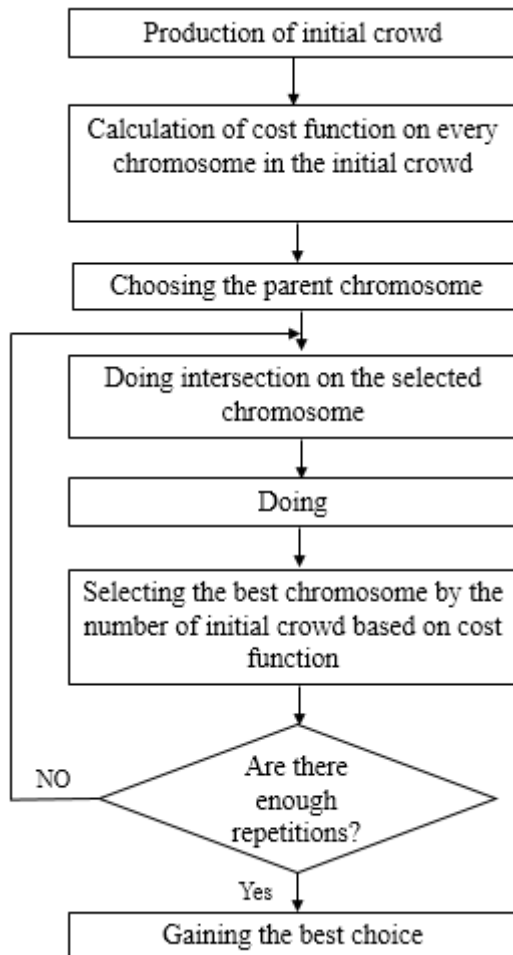 Production of initial crowd
Calculation of cost function on every
chromosome in the initial crowd
Choosing the parent chromosome
Doing intersection on the selected
chromosome
Doing
Selecting the best chromosome by the
number of initial crowd based on cost
function
Are there
enough
repetitions?
NO
Yes
Gaining the best choice